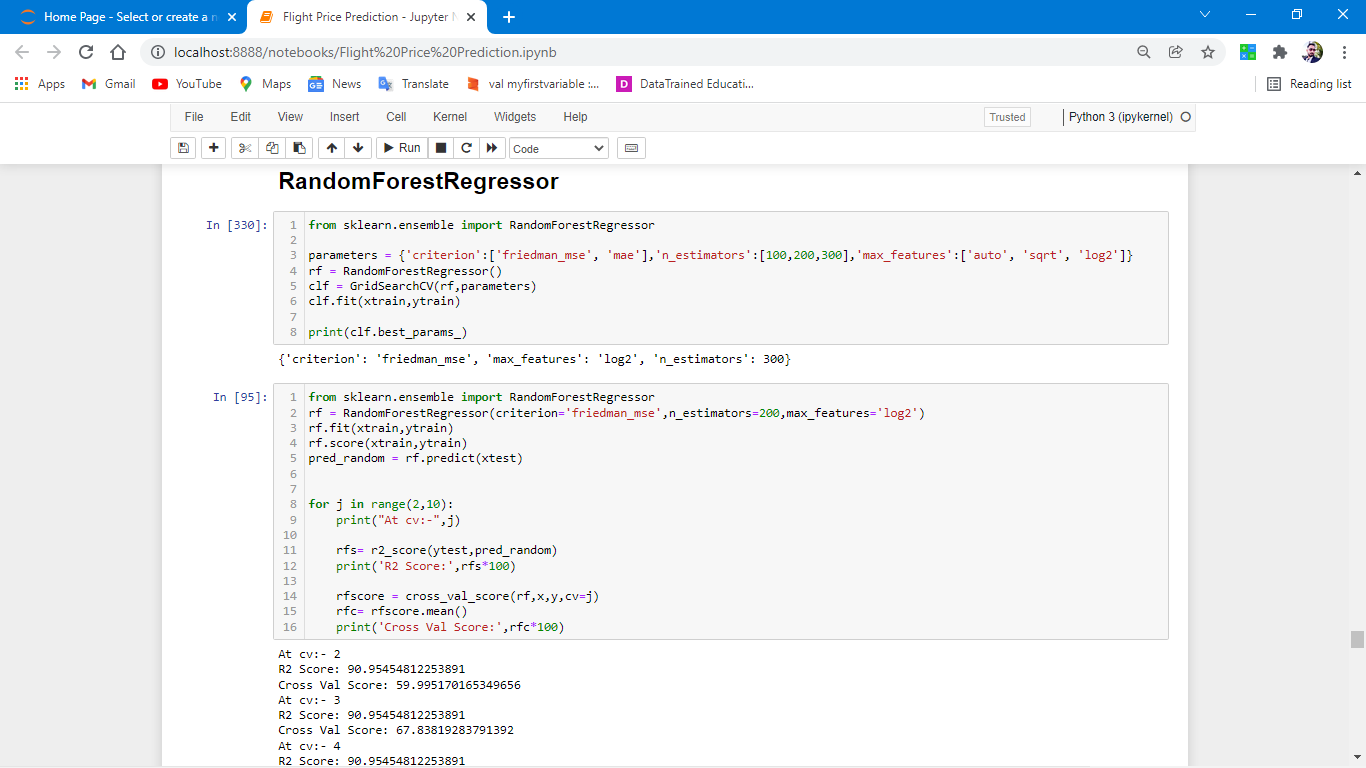 Home Page - Select or create a n
Flight Price Prediction - Jupyter N
localhost:8888/notebooks/Flight%20Price%20Prediction.ipynb
Apps Gmail YouTube Maps News Translate val myfirstvariable :... DataTrained Educati... Reading list
File Edit View Insert Cell Kernel Widgets Help Trusted Python 3 (ipykernel)
Run Code
RandomForestRegressor
In [330]:
1 from sklearn.ensemble import RandomForestRegressor
2
3 parameters = {'criterion':['friedman_mse', 'mae'],'n_estimators':[100,200,300],'max_features':['auto', 'sqrt', 'log2']}
4 rf = RandomForestRegressor()
5 clf = GridSearchCV(rf,parameters)
6 clf.fit(xtrain,ytrain)
7
8 print(clf.best_params_)
{'criterion': 'friedman_mse', 'max_features': 'log2', 'n_estimators': 300}
In [95]:
1 from sklearn.ensemble import RandomForestRegressor
2 rf = RandomForestRegressor(criterion='friedman_mse',n_estimators=200,max_features='log2')
3 rf.fit(xtrain,ytrain)
4 rf.score(xtrain,ytrain)
5 pred_random = rf.predict(xtest)
6
7
8 for j in range(2,10):
9     print("At cv:-",j)
10
11     rfs= r2_score(ytest,pred_random)
12     print('R2 Score:',rfs*100)
13
14     rfscore = cross_val_score(rf,x,y,cv=j)
15     rfc= rfscore.mean()
16     print('Cross Val Score:',rfc*100)
At cv:- 2
R2 Score: 90.95454812253891
Cross Val Score: 59.995170165349656
At cv:- 3
R2 Score: 90.95454812253891
Cross Val Score: 67.83819283791392
At cv:- 4
R2 Score: 90.95454812253891